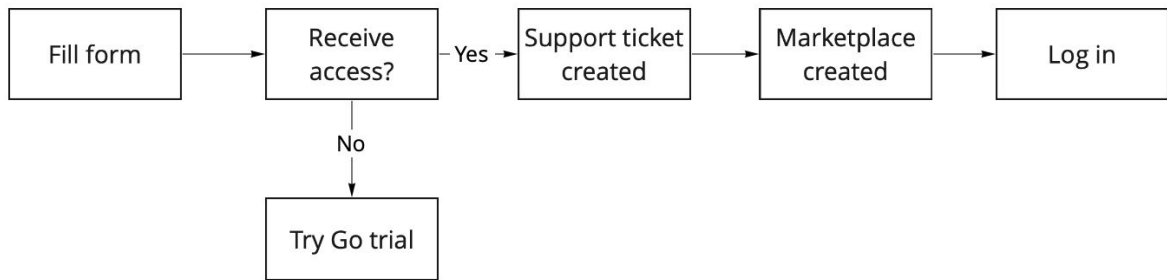 Fill form
Receive
access?
Yes
Support ticket
created
Marketplace
created
Log in
No
Try Go trial